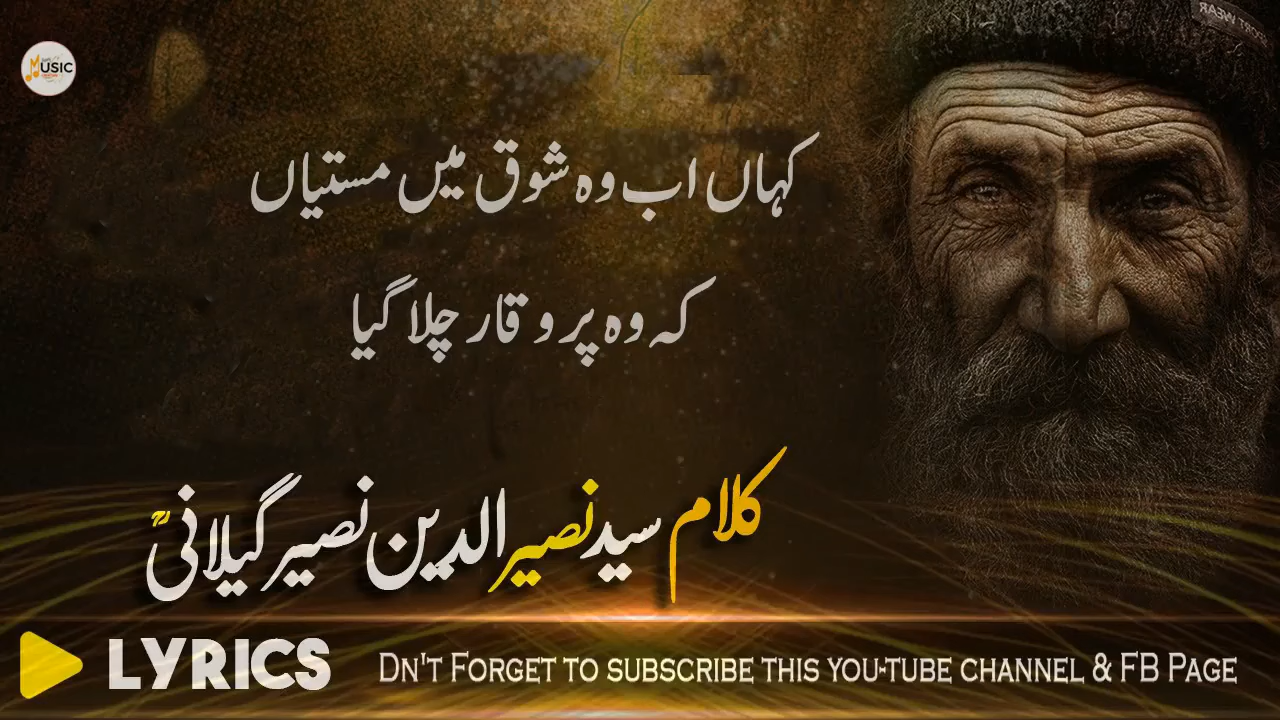 MUSIC
کہاں اب وہ شوق میں مستیاں
کہ وہ پر وقار چلا گیا
کلام سید نصیر الدین نصیر گیلانیؒ
LYRICS
DN'T FORGET TO SUBSCRIBE THIS YOU-TUBE CHANNEL & FB PAGE